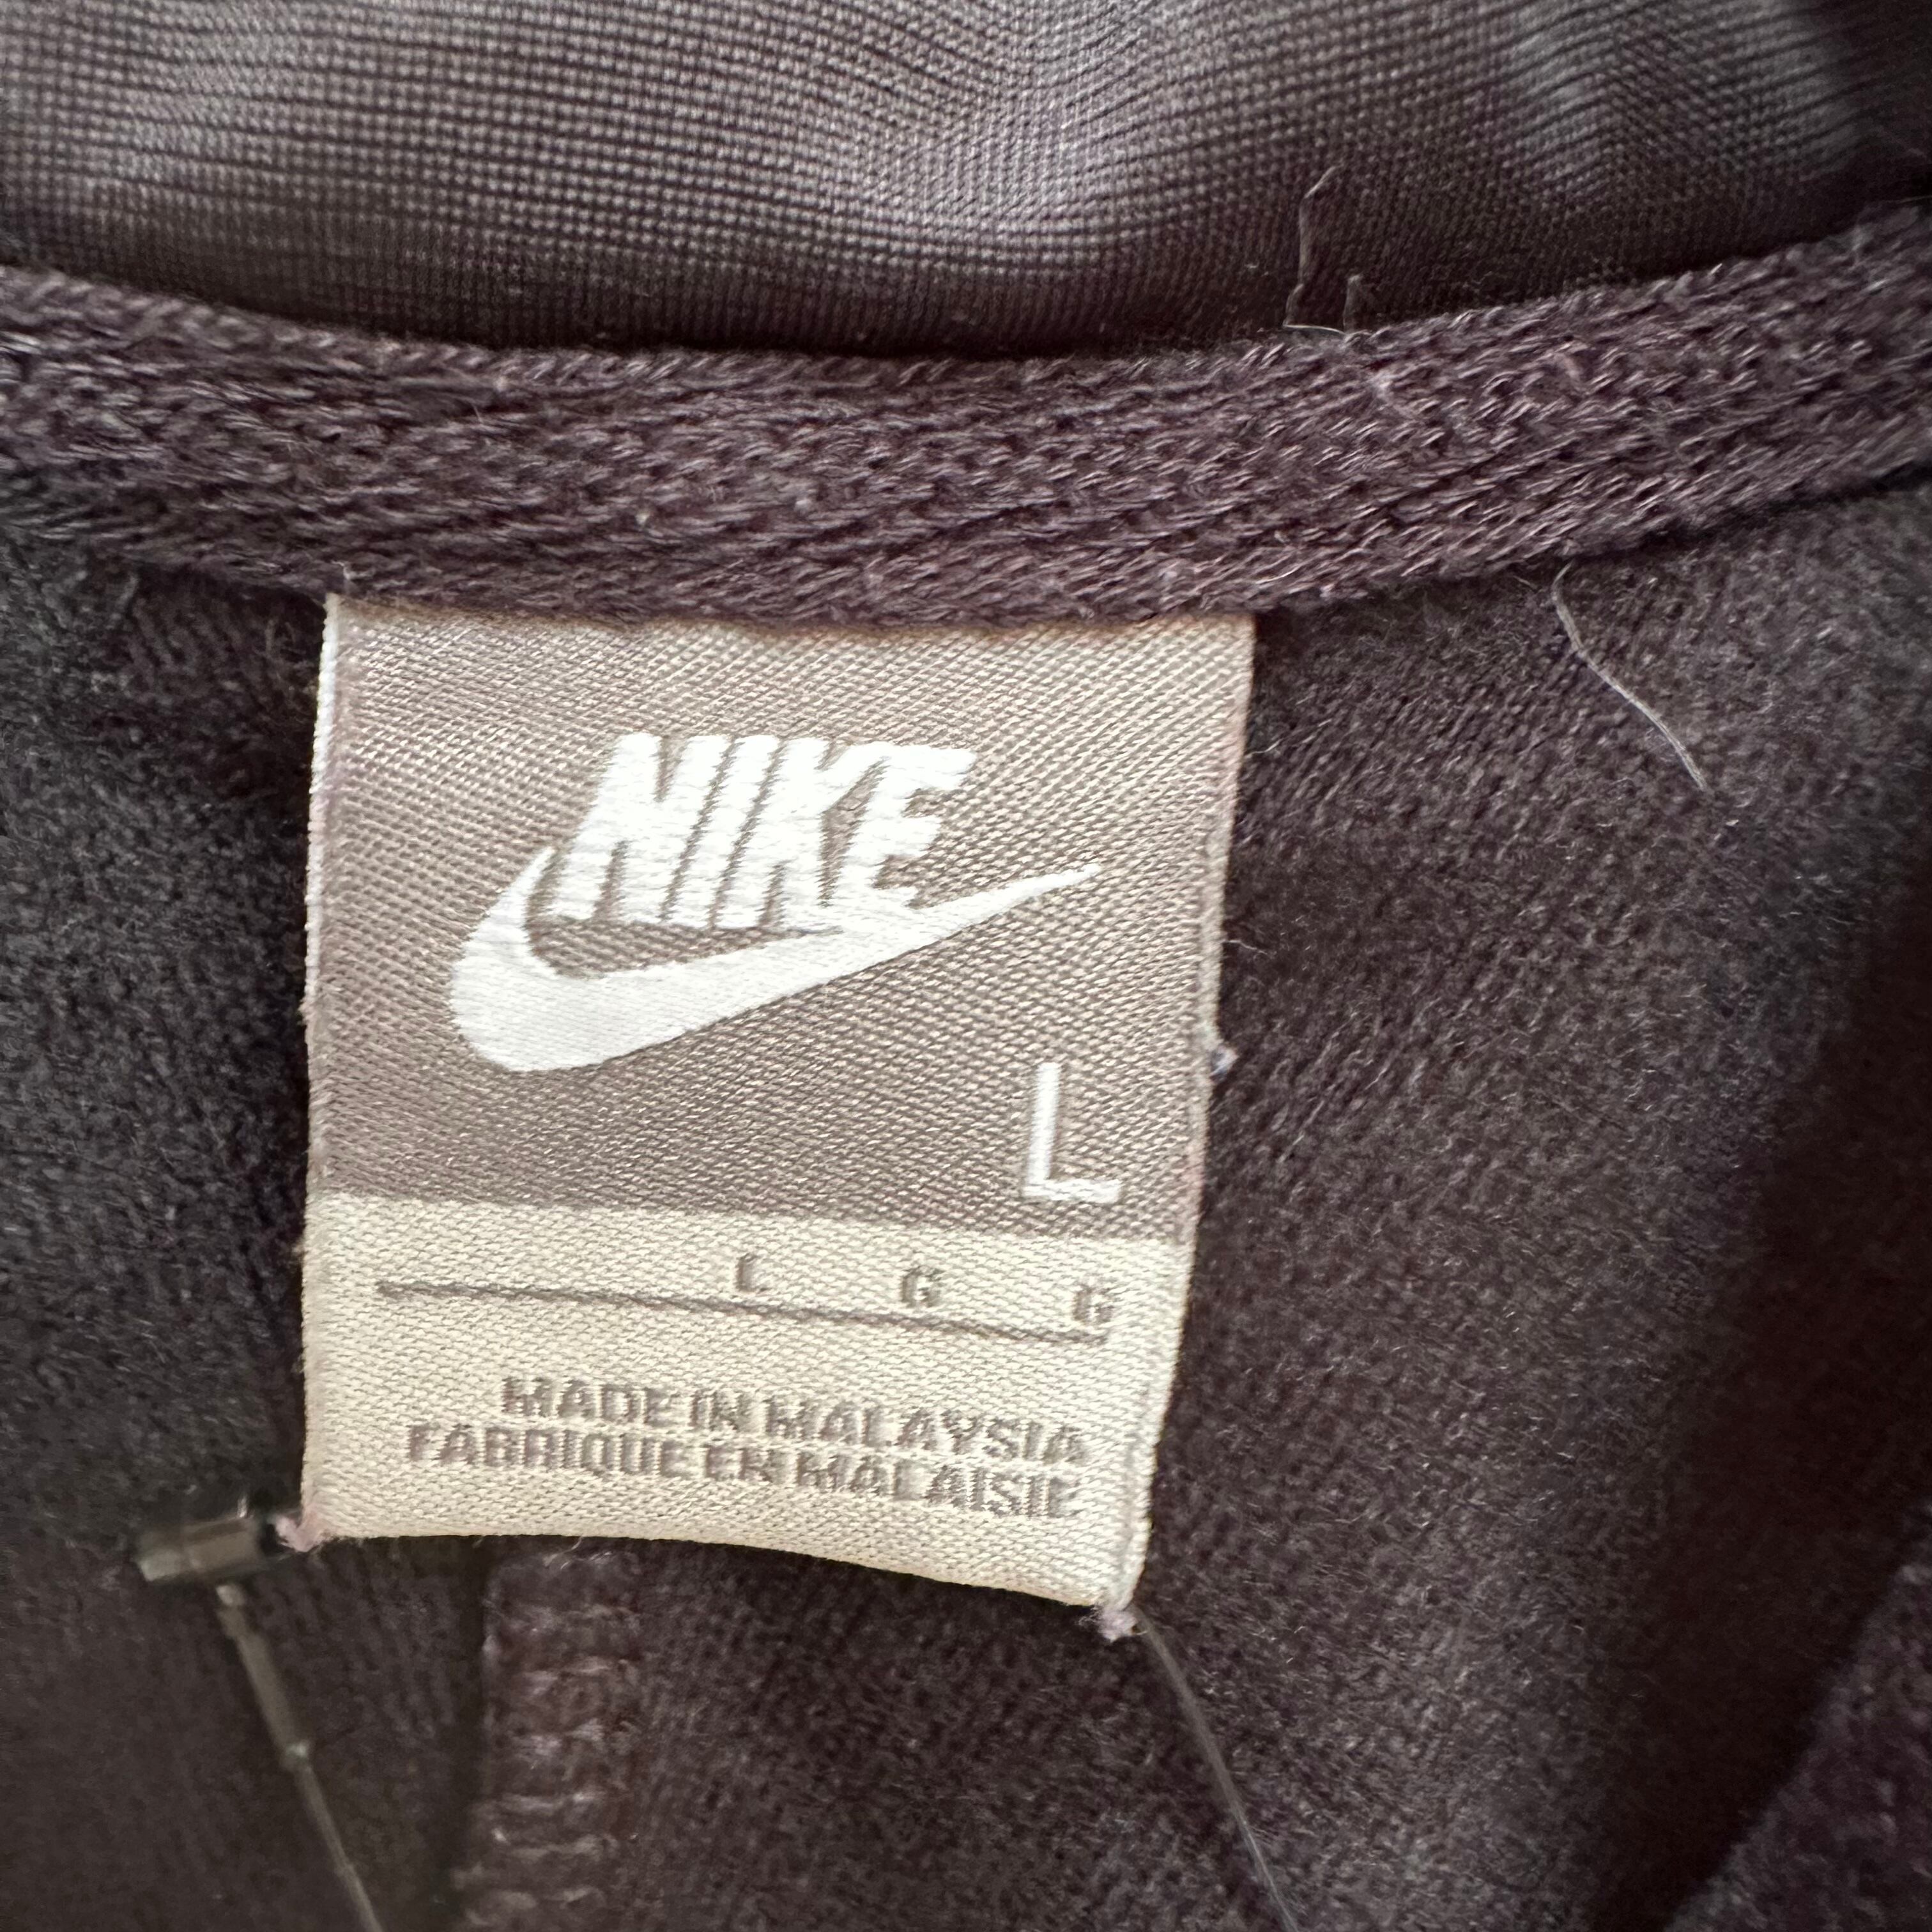 NIKE
L
L G G
MADE IN MALAYSIA
FABRIQUE EN MALAISIE